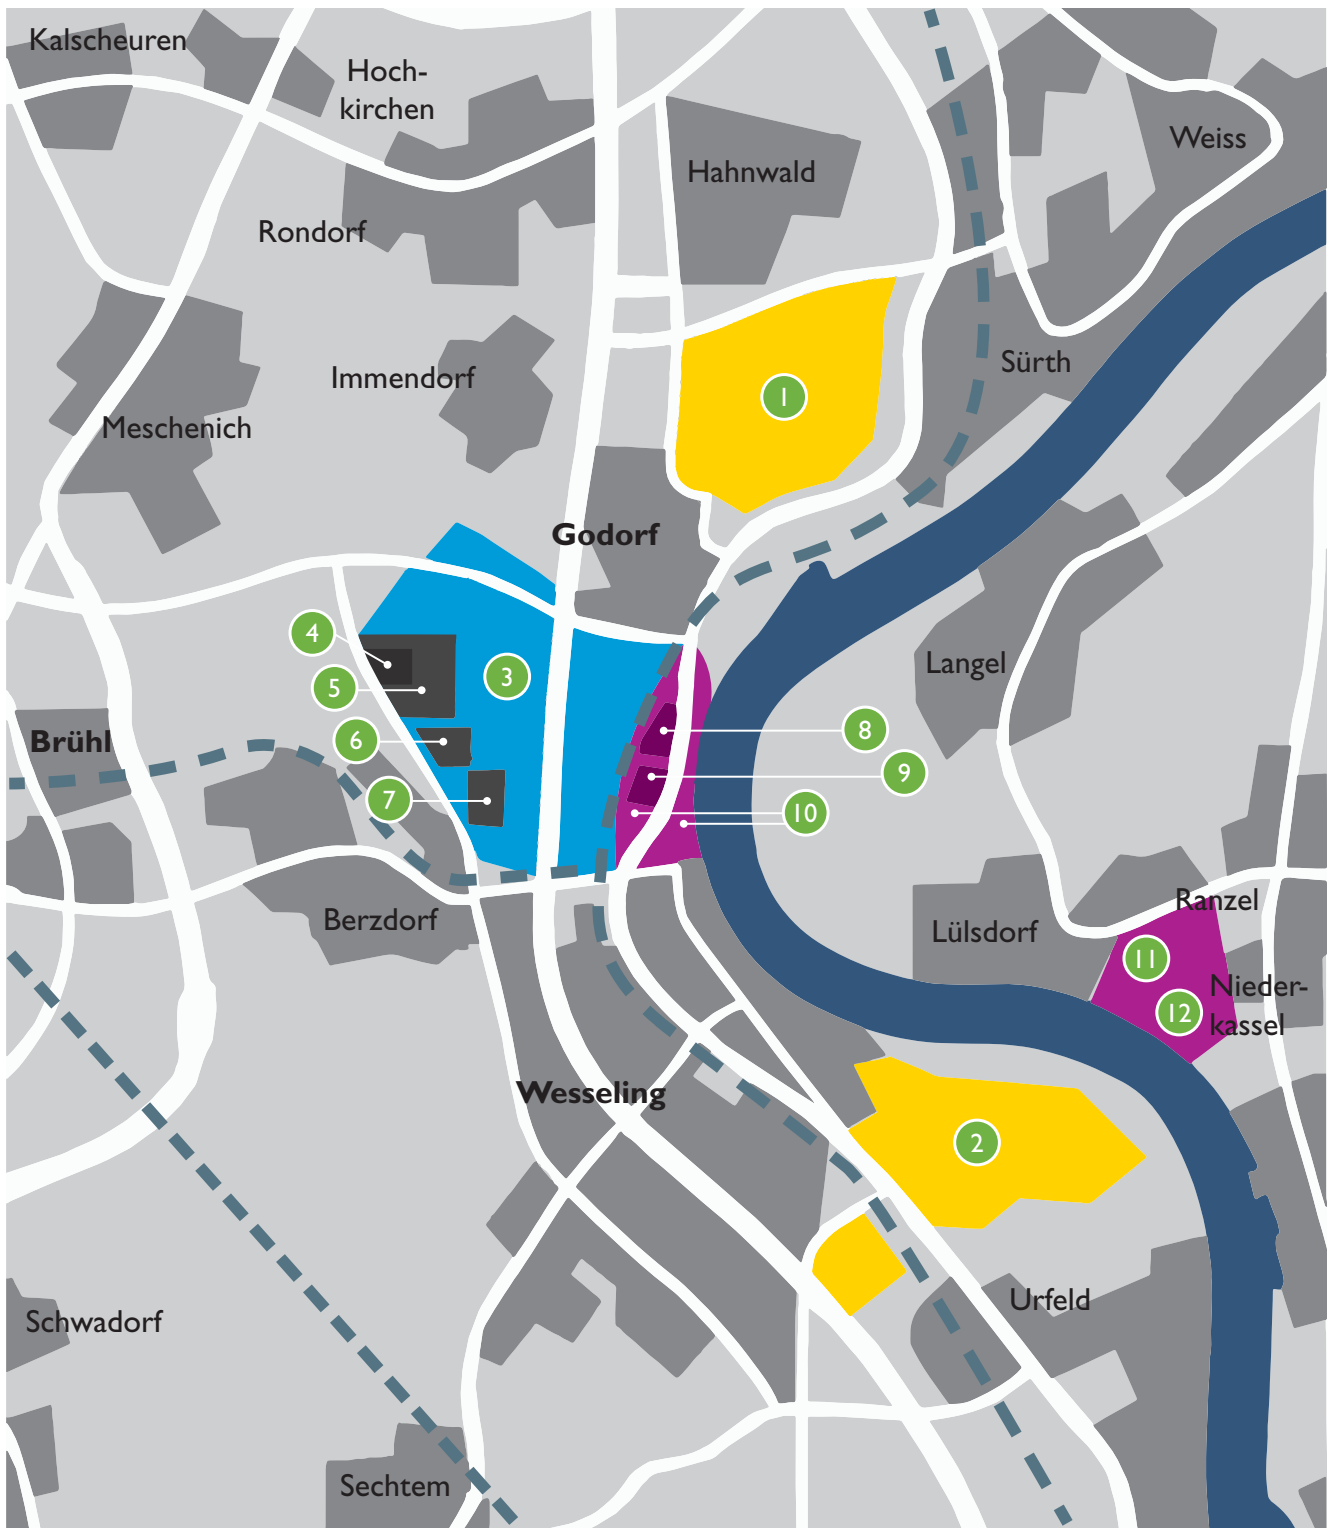 Kalscheuren
Hoch-
kirchen
Weiss
Hahnwald
Rondorf
Sürth
Immendorf
1
Meschenich
Godorf
4
Langel
3
5
8
Brühl
6
9
7
10
Ranzel
Berzdorf
Lülsdorf
11
Nieder-
kassel
12
Wesseling
2
Urfeld
Schwadorf
Sechtem